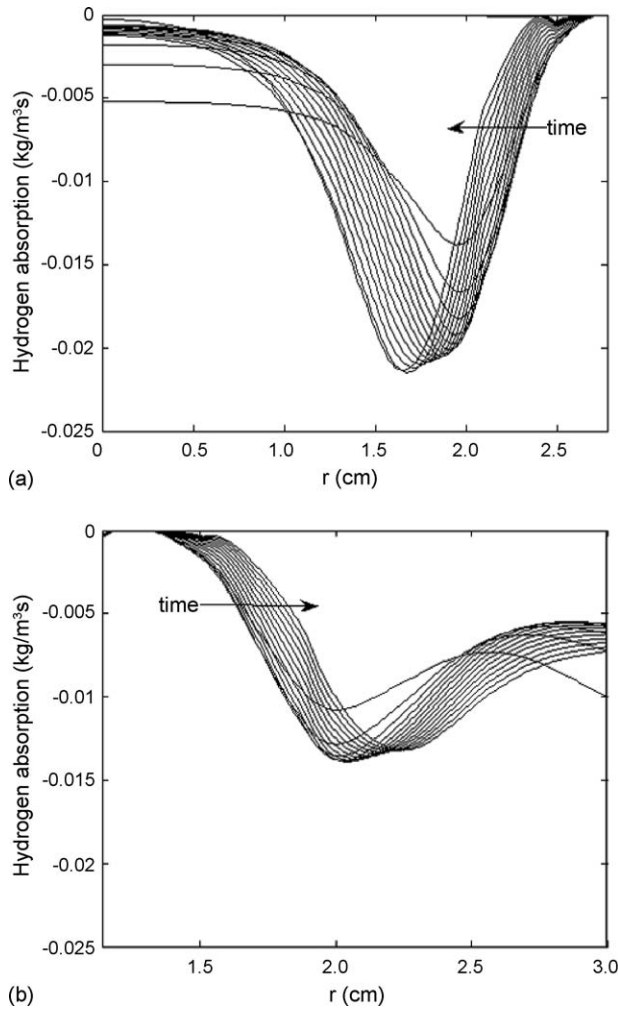 0
-0.005
-0.01
-0.015
-0.02
-0.025
Hydrogen absorption (kg/m³s)
time
0 0.5 1.0 1.5 2.0 2.5
r (cm)
(a)
0
-0.005
-0.01
-0.015
-0.02
-0.025
Hydrogen absorption (kg/m³s)
time
1.5 2.0 2.5 3.0
r (cm)
(b)